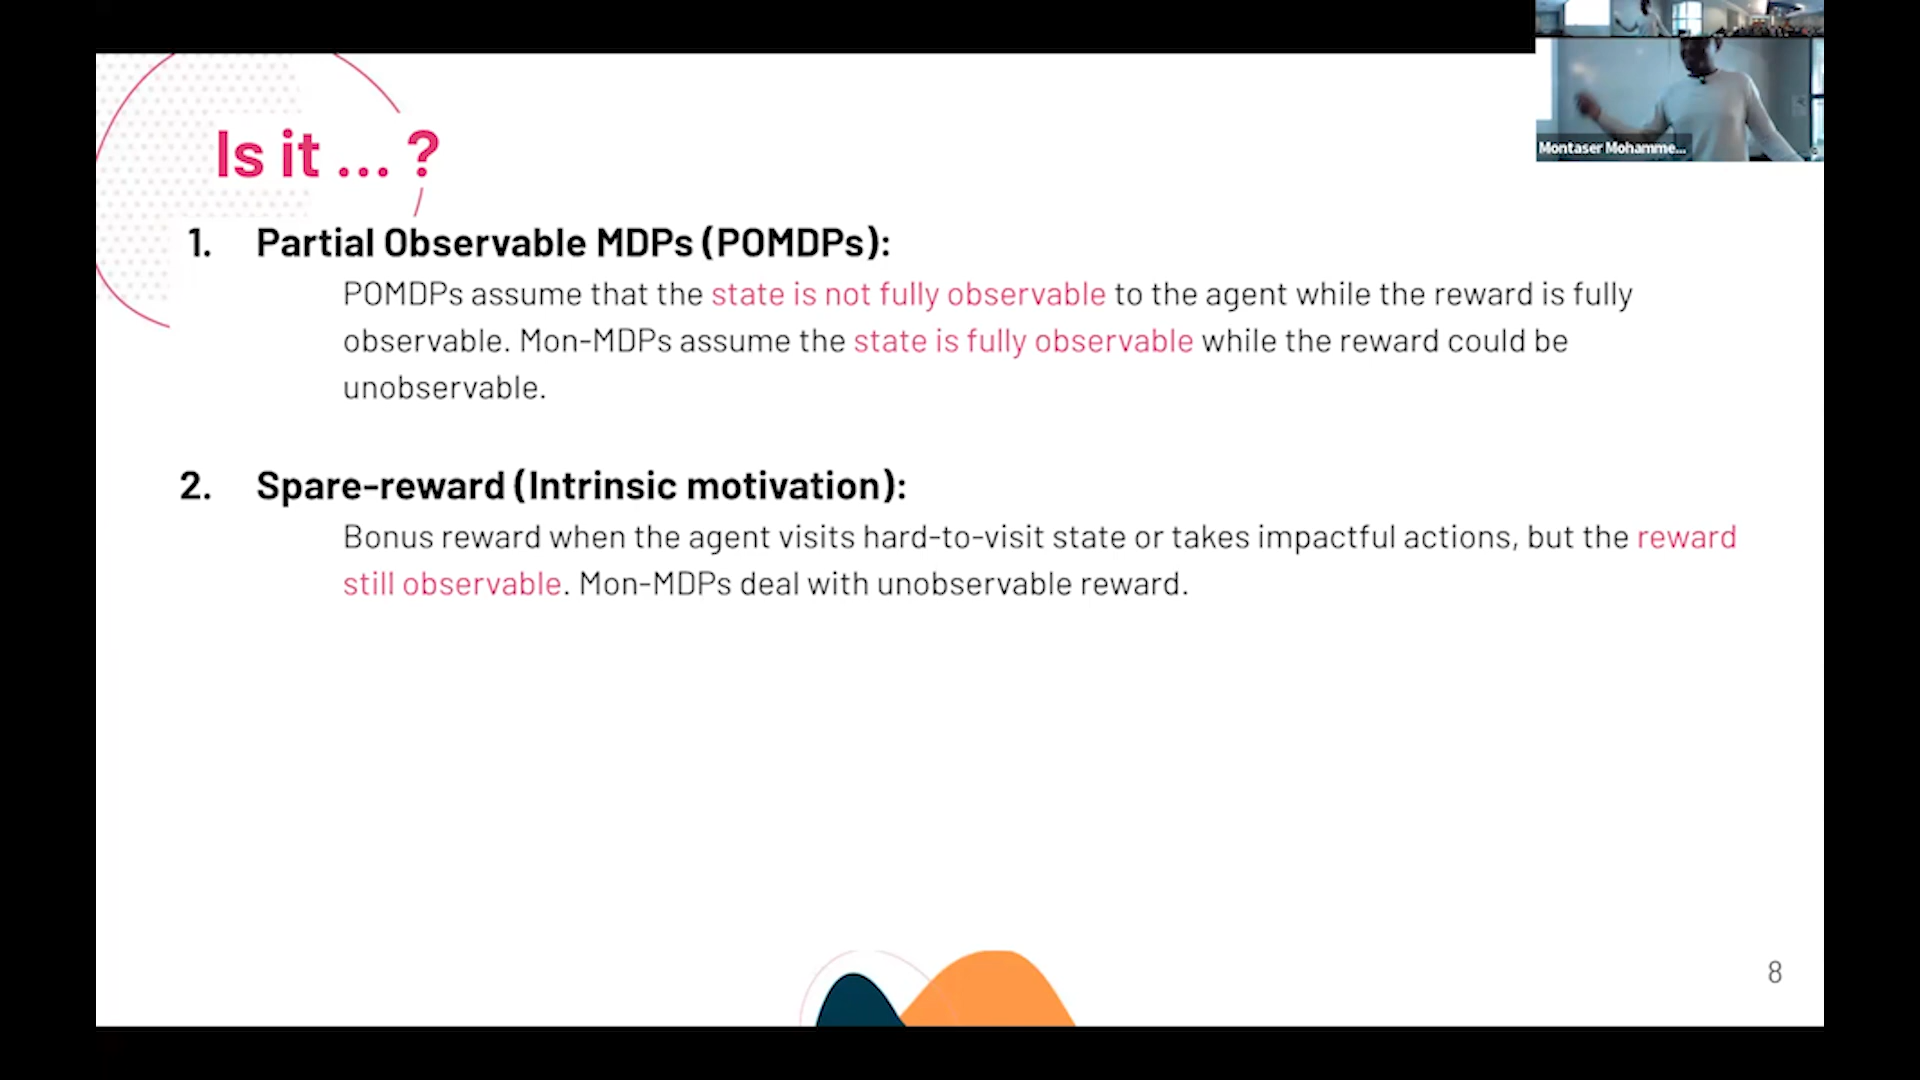 Montaser Mohamme...
Is it ... ?
1. Partial Observable MDPs (POMDPs):
POMDPs assume that the state is not fully observable to the agent while the reward is fully
observable. Mon-MDPs assume the state is fully observable while the reward could be
unobservable.
2. Spare-reward (Intrinsic motivation):
Bonus reward when the agent visits hard-to-visit state or takes impactful actions, but the reward
still observable. Mon-MDPs deal with unobservable reward.
8